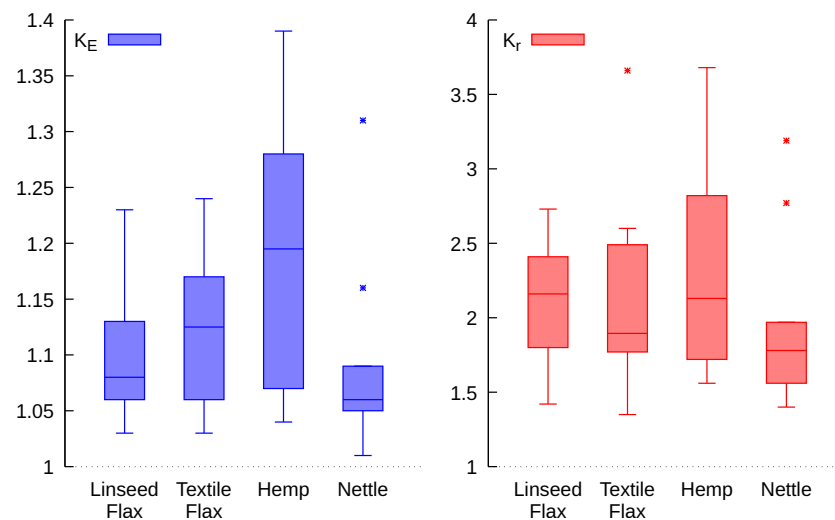 K_E
1.4
1.35
1.3
1.25
1.2
1.15
1.1
1.05
1
Linseed Flax
Textile Flax
Hemp
Nettle
K_r
4
3.5
3
2.5
2
1.5
1
Linseed Flax
Textile Flax
Hemp
Nettle